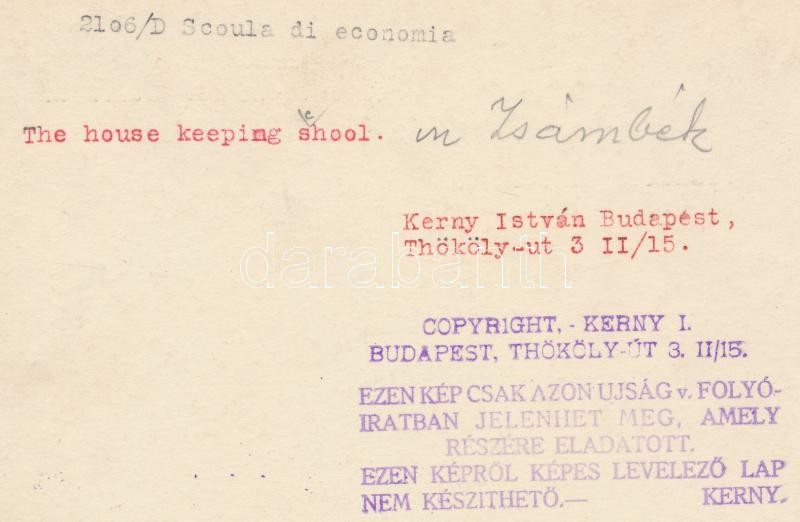 21o6/D Scoula di economia
The house keeping shool. in Zsámbék
c
Kerny István Budapest,
Thököly-ut 3 II/15.
darabanth
COPYRIGHT, - KERNY I.
BUDAPEST, THÖKÖLY-ÚT 3. II/15.
EZEN KÉP CSAK AZON UJSÁG v. FOLYÓ-
IRATBAN JELENHET MEG, AMELY
RÉSZÉRE ELADATOTT.
EZEN KÉPRŐL KÉPES LEVELEZŐ LAP
NEM KÉSZITHETŐ.— KERNY.